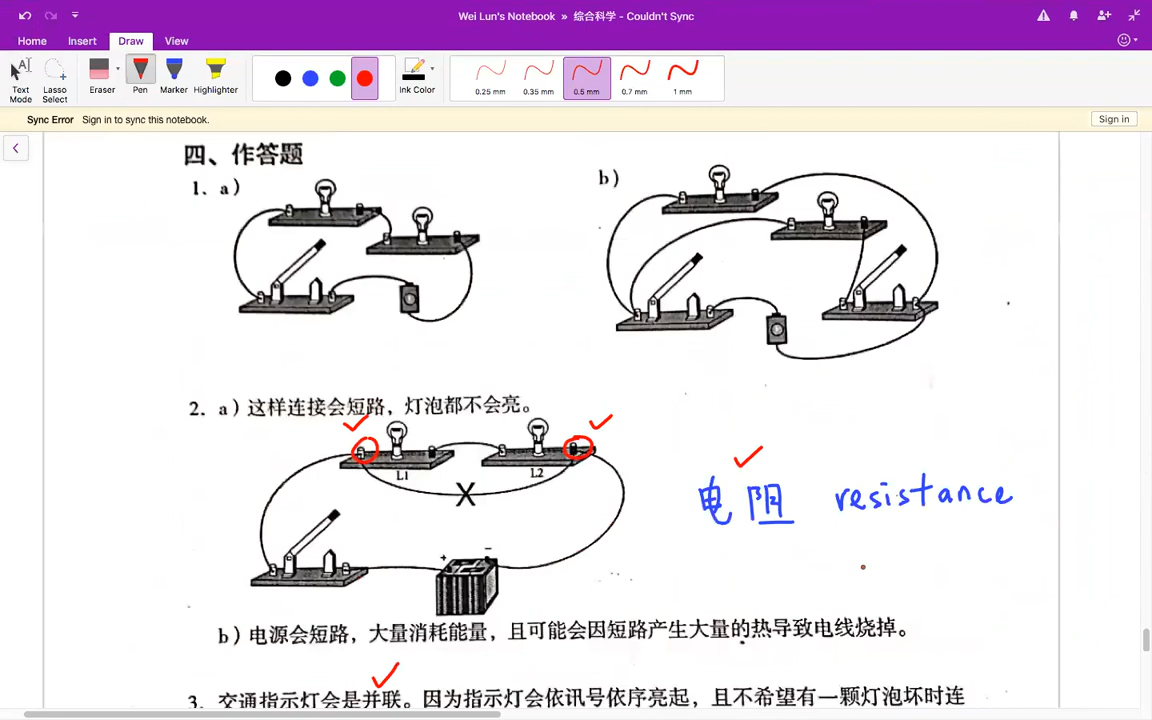 Wei Lun's Notebook » 综合科学 - Couldn't Sync
Home Insert Draw View
Text Mode
Lasso Select
Eraser
Pen
Marker
Highlighter
Ink Color
0.25 mm 0.35 mm 0.5 mm 0.7 mm 1 mm
Sync Error Sign in to sync this notebook. Sign in
四、作答题
1. a) b)
2. a) 这样连接会短路，灯泡都不会亮。
L1 L2
X
+ −
电阻 resistance
b) 电源会短路，大量消耗能量，且可能会因短路产生大量的热导致电线烧掉。
3. 交通指示灯会是并联。因为指示灯会依讯号依序亮起，且不希望有一颗灯泡坏时连